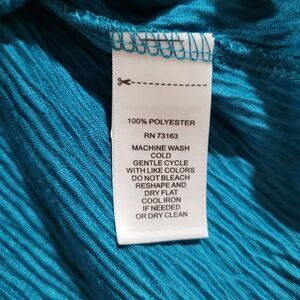 100% POLYESTER
RN 73163
MACHINE WASH
COLD
GENTLE CYCLE
WITH LIKE COLORS
DO NOT BLEACH
RESHAPE AND
DRY FLAT
COOL IRON
IF NEEDED
OR DRY CLEAN